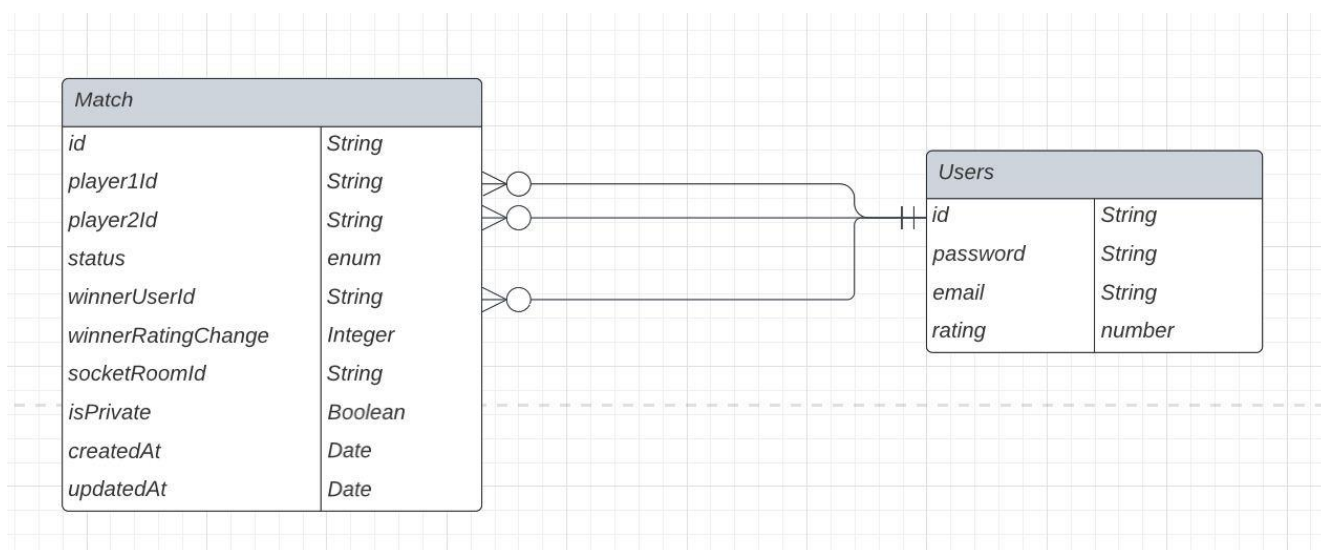 Match
id String
player1Id String
player2Id String
status enum
winnerUserId String
winnerRatingChange Integer
socketRoomId String
isPrivate Boolean
createdAt Date
updatedAt Date
Users
id String
password String
email String
rating number